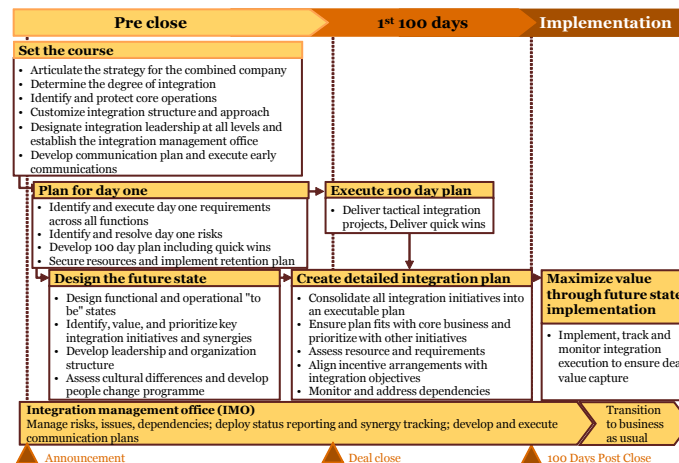 Pre close
1st 100 days
Implementation
Set the course
• Articulate the strategy for the combined company
• Determine the degree of integration
• Identify and protect core operations
• Customize integration structure and approach
• Designate integration leadership at all levels and
establish the integration management office
• Develop communication plan and execute early
communications
Plan for day one
• Identify and execute day one requirements
across all functions
• Identify and resolve day one risks
• Develop 100 day plan including quick wins
• Secure resources and implement retention plan
Execute 100 day plan
• Deliver tactical integration
projects, Deliver quick wins
Design the future state
• Design functional and operational "to
be" states
• Identify, value, and prioritize key
integration initiatives and synergies
• Develop leadership and organization
structure
• Assess cultural differences and develop
people change programme
Create detailed integration plan
• Consolidate all integration initiatives into
an executable plan
• Ensure plan fits with core business and
prioritize with other initiatives
• Assess resource and requirements
• Align incentive arrangements with
integration objectives
• Monitor and address dependencies
Maximize value
through future state
implementation
• Implement, track and
monitor integration
execution to ensure deal
value capture
Integration management office (IMO)
Manage risks, issues, dependencies; deploy status reporting and synergy tracking; develop and execute
communication plans
Transition
to business
as usual
Announcement
Deal close
100 Days Post Close